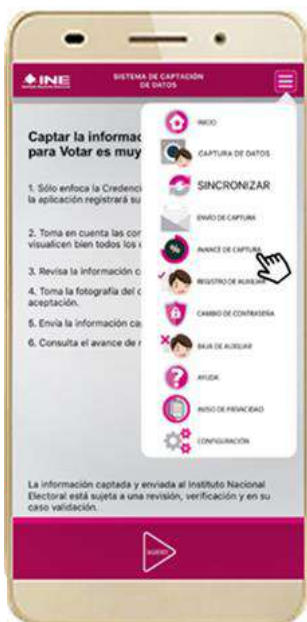 INE
SISTEMA DE CAPTACIÓN
DE DATOS
Captar la informac
para Votar es muy
1. Sólo enfoca la Credenci
la aplicación registrará su
2. Toma en cuenta las con
visualicen bien todos los
3. Revisa la información c
4. Toma la fotografía del c
aceptación.
5. Envía la información ca
6. Consulta el avance de r
INICIO
CAPTURA DE DATOS
SINCRONIZAR
ENVÍO DE CAPTURA
AVANCE DE CAPTURA
REGISTRO DE AUXILIAR
CAMBIO DE CONTRASEÑA
BAJA DE AUXILIAR
AYUDA
AVISO DE PRIVACIDAD
CONFIGURACIÓN
La información captada y enviada al Instituto Nacional
Electoral está sujeta a una revisión, verificación y en su
caso validación.